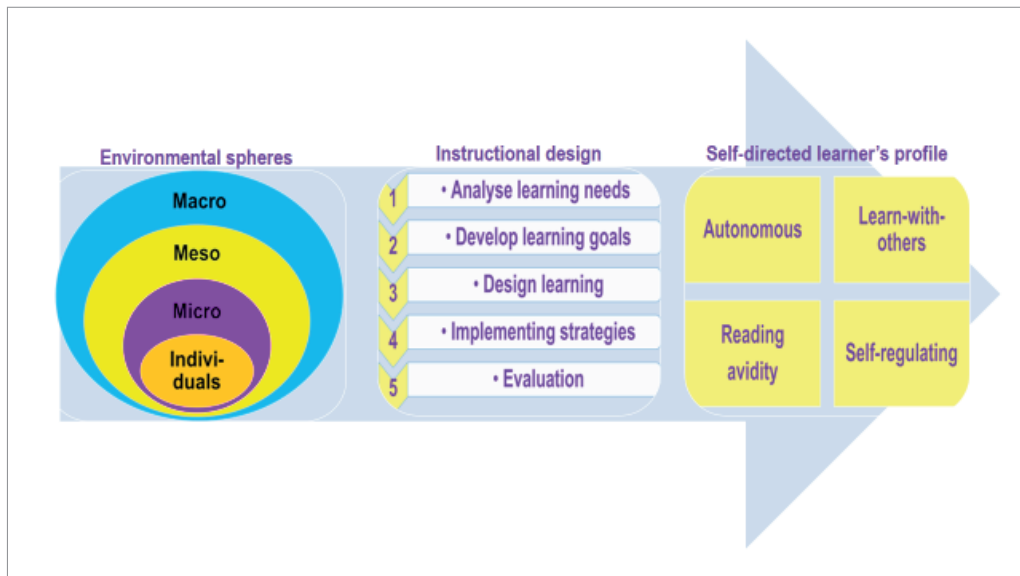 Environmental spheres
Macro
Meso
Micro
Indivi-
duals
Instructional design
1 • Analyse learning needs
2 • Develop learning goals
3 • Design learning
4 • Implementing strategies
5 • Evaluation
Self-directed learner's profile
Autonomous
Learn-with-
others
Reading
avidity
Self-regulating